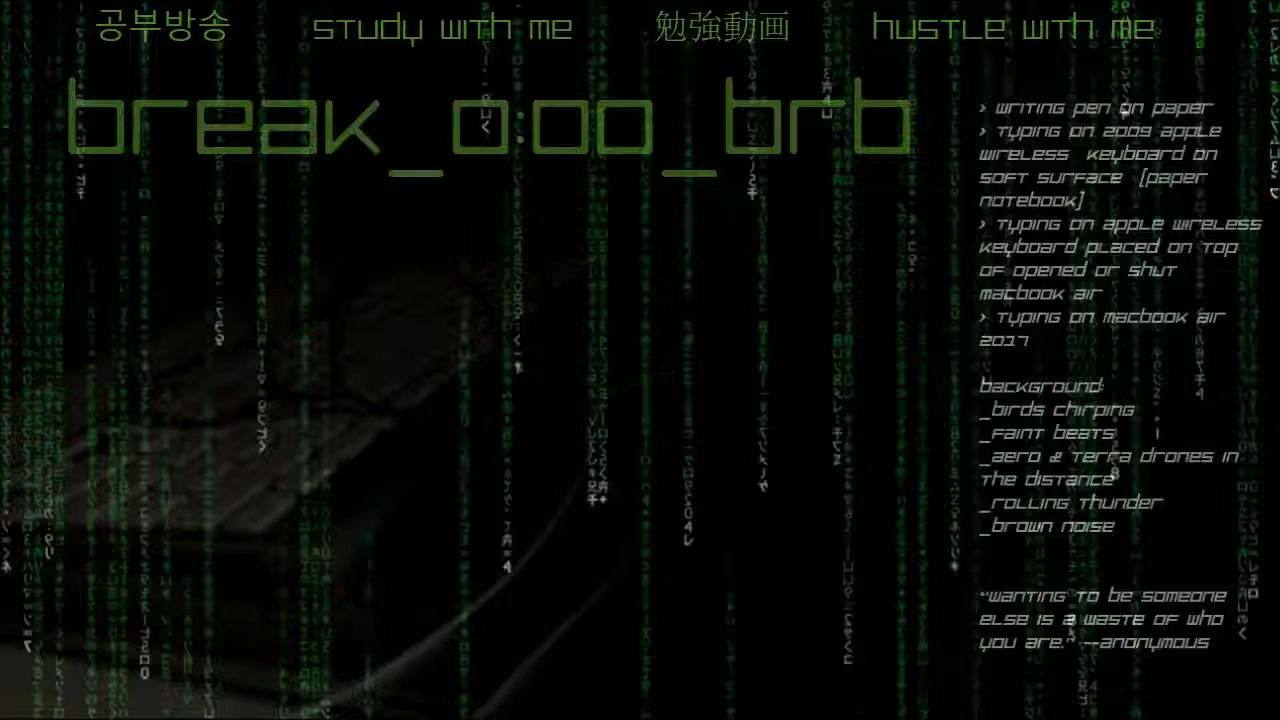 공부방송 study with me 勉強動画 hustle with me
break_0:00_brb
> writing pen on paper
> typing on 2009 apple
wireless keyboard on
soft surface [paper
notebook]
> typing on apple wireless
keyboard placed on top
of opened or shut
macbook air
> typing on macbook air
2017
background:
_birds chirping
_faint beats
_aero & terra drones in
the distance
_rolling thunder
_brown noise
"wanting to be someone
else is a waste of who
you are." --anonymous